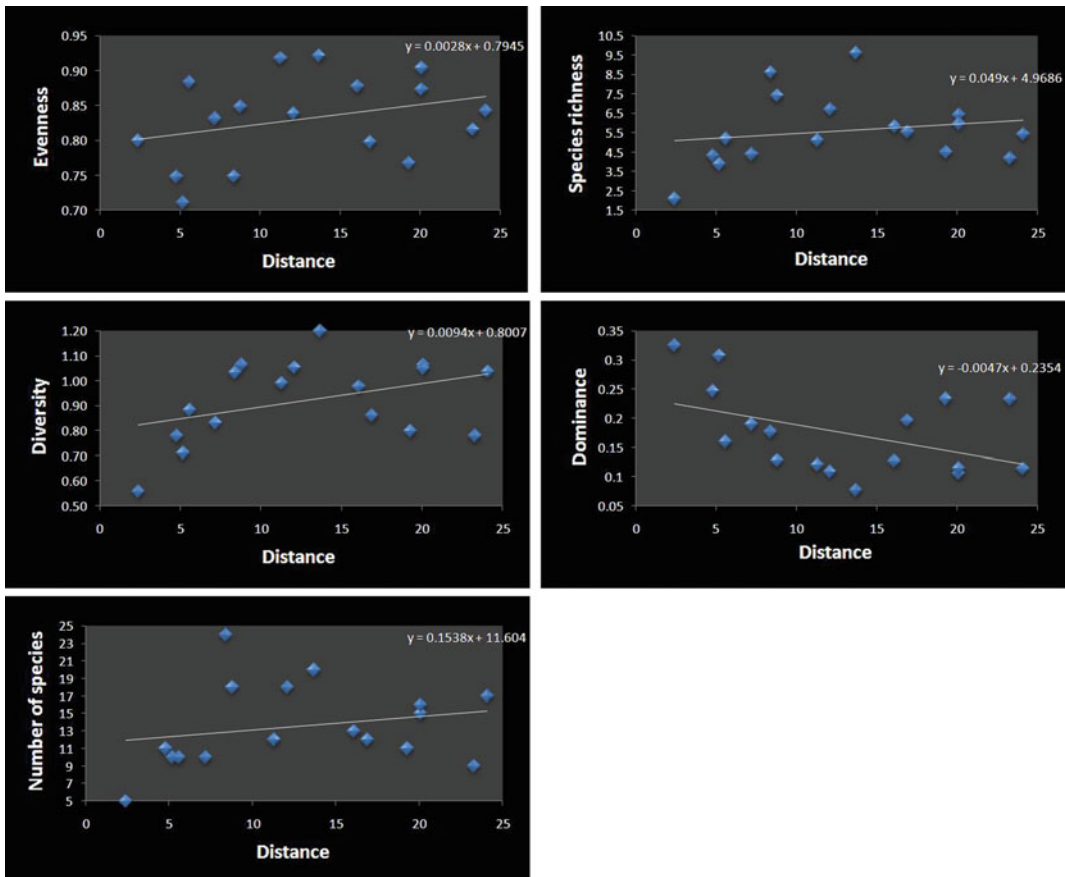 y = 0.0028x + 0.7945
Evenness
0.95
0.90
0.85
0.80
0.75
0.70
0 5 10 15 20 25
Distance
y = 0.049x + 4.9686
Species richness
10.5
9.5
8.5
7.5
6.5
5.5
4.5
3.5
2.5
1.5
0 5 10 15 20 25
Distance
y = 0.0094x + 0.8007
Diversity
1.20
1.10
1.00
0.90
0.80
0.70
0.60
0.50
0 5 10 15 20 25
Distance
y = -0.0047x + 0.2354
Dominance
0.35
0.3
0.25
0.2
0.15
0.1
0.05
0 5 10 15 20 25
Distance
y = 0.1538x + 11.604
Number of species
25
23
21
19
17
15
13
11
9
7
5
0 5 10 15 20 25
Distance